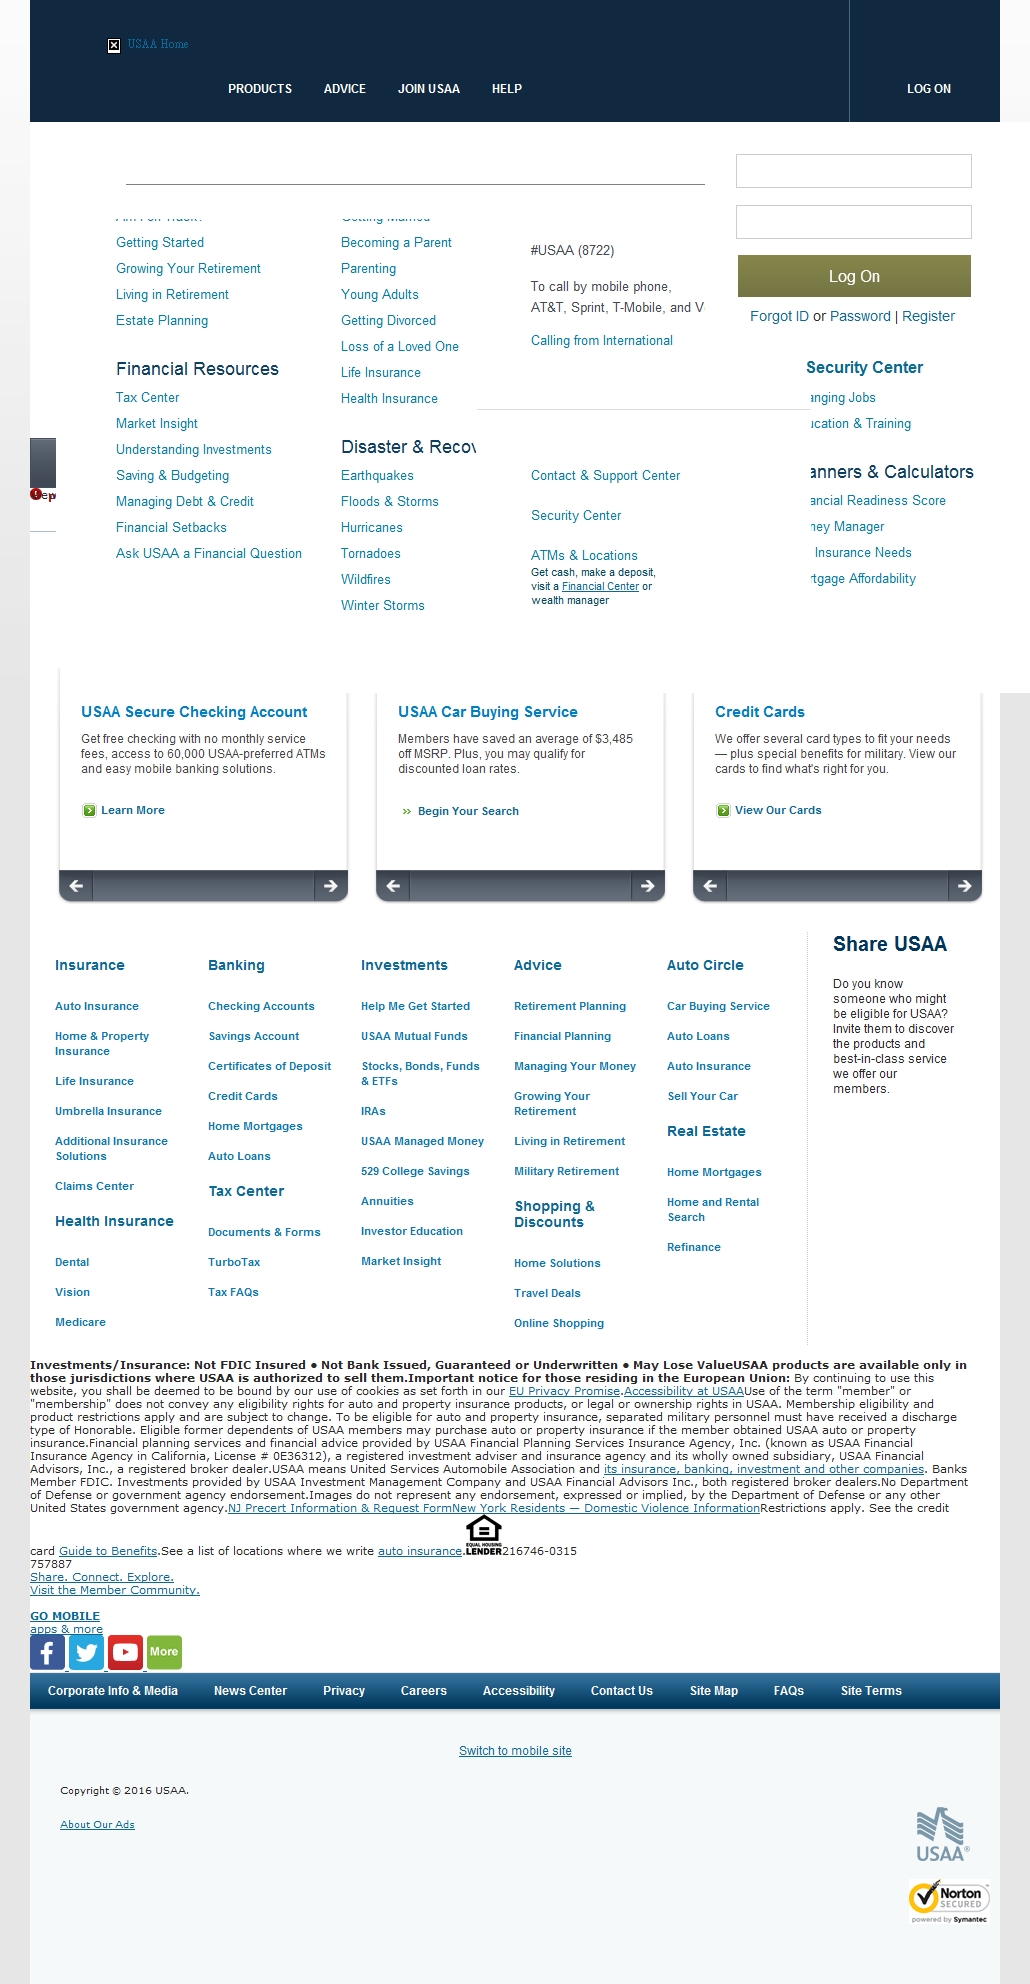 USAA Home
PRODUCTS
ADVICE
JOIN USAA
HELP
LOG ON
Log On
Forgot ID or Password | Register
Am I On Track?
Getting Started
Growing Your Retirement
Living in Retirement
Estate Planning
Financial Resources
Tax Center
Market Insight
Understanding Investments
Saving & Budgeting
Managing Debt & Credit
Financial Setbacks
Ask USAA a Financial Question
Getting Married
Becoming a Parent
Parenting
Young Adults
Getting Divorced
Loss of a Loved One
Life Insurance
Health Insurance
Disaster & Recov
Earthquakes
Floods & Storms
Hurricanes
Tornadoes
Wildfires
Winter Storms
#USAA (8722)
To call by mobile phone,
AT&T, Sprint, T-Mobile, and V
Calling from International
Contact & Support Center
Security Center
ATMs & Locations
Get cash, make a deposit,
visit a Financial Center or
wealth manager
Security Center
anging Jobs
ucation & Training
anners & Calculators
ancial Readiness Score
ney Manager
Insurance Needs
rtgage Affordability
USAA Secure Checking Account
Get free checking with no monthly service
fees, access to 60,000 USAA-preferred ATMs
and easy mobile banking solutions.
Learn More
USAA Car Buying Service
Members have saved an average of $3,485
off MSRP. Plus, you may qualify for
discounted loan rates.
Begin Your Search
Credit Cards
We offer several card types to fit your needs
— plus special benefits for military. View our
cards to find what's right for you.
View Our Cards
Insurance
Auto Insurance
Home & Property
Insurance
Life Insurance
Umbrella Insurance
Additional Insurance
Solutions
Claims Center
Health Insurance
Dental
Vision
Medicare
Banking
Checking Accounts
Savings Account
Certificates of Deposit
Credit Cards
Home Mortgages
Auto Loans
Tax Center
Documents & Forms
TurboTax
Tax FAQs
Investments
Help Me Get Started
USAA Mutual Funds
Stocks, Bonds, Funds
& ETFs
IRAs
USAA Managed Money
529 College Savings
Annuities
Investor Education
Market Insight
Advice
Retirement Planning
Financial Planning
Managing Your Money
Growing Your
Retirement
Living in Retirement
Military Retirement
Shopping &
Discounts
Home Solutions
Travel Deals
Online Shopping
Auto Circle
Car Buying Service
Auto Loans
Auto Insurance
Sell Your Car
Real Estate
Home Mortgages
Home and Rental
Search
Refinance
Share USAA
Do you know
someone who might
be eligible for USAA?
Invite them to discover
the products and
best-in-class service
we offer our
members.
Investments/Insurance: Not FDIC Insured • Not Bank Issued, Guaranteed or Underwritten • May Lose ValueUSAA products are available only in
those jurisdictions where USAA is authorized to sell them.Important notice for those residing in the European Union: By continuing to use this
website, you shall be deemed to be bound by our use of cookies as set forth in our EU Privacy Promise.Accessibility at USAAUse of the term "member" or
"membership" does not convey any eligibility rights for auto and property insurance products, or legal or ownership rights in USAA. Membership eligibility and
product restrictions apply and are subject to change. To be eligible for auto and property insurance, separated military personnel must have received a discharge
type of Honorable. Eligible former dependents of USAA members may purchase auto or property insurance if the member obtained USAA auto or property
insurance.Financial planning services and financial advice provided by USAA Financial Planning Services Insurance Agency, Inc. (known as USAA Financial
Insurance Agency in California, License # 0E36312), a registered investment adviser and insurance agency and its wholly owned subsidiary, USAA Financial
Advisors, Inc., a registered broker dealer.USAA means United Services Automobile Association and its insurance, banking, investment and other companies. Banks
Member FDIC. Investments provided by USAA Investment Management Company and USAA Financial Advisors Inc., both registered broker dealers.No Department
of Defense or government agency endorsement.Images do not represent any endorsement, expressed or implied, by the Department of Defense or any other
United States government agency.NJ Precert Information & Request FormNew York Residents — Domestic Violence InformationRestrictions apply. See the credit
card Guide to Benefits.See a list of locations where we write auto insurance.EQUAL HOUSING LENDER216746-0315
757887
Share. Connect. Explore.
Visit the Member Community.
GO MOBILE
apps & more
More
Corporate Info & Media
News Center
Privacy
Careers
Accessibility
Contact Us
Site Map
FAQs
Site Terms
Switch to mobile site
Copyright © 2016 USAA.
About Our Ads
USAA®
Norton
SECURED
powered by Symantec